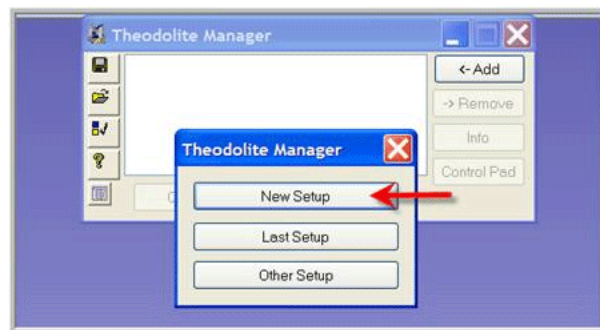 Theodolite Manager
<- Add
-> Remove
Info
Control Pad
Theodolite Manager
New Setup
Last Setup
Other Setup